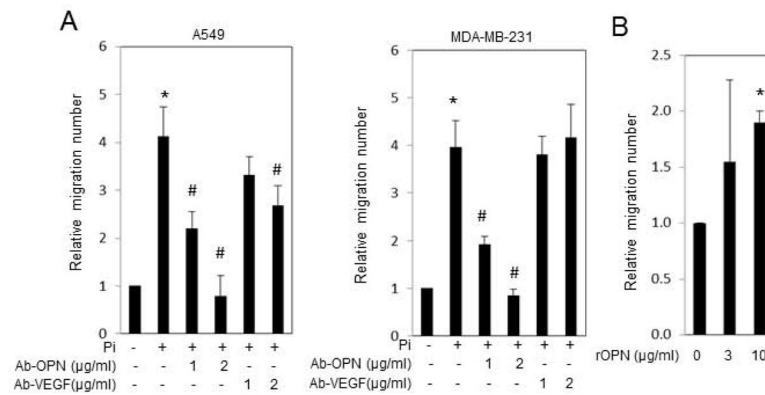 A
A549
6
5
4
3
2
1
0
Relative migration number
*
#
#
#
Pi - + + + + +
Ab-OPN (µg/ml) - - 1 2 - -
Ab-VEGF(µg/ml) - - - - 1 2
MDA-MB-231
6
5
4
3
2
1
0
Relative migration number
*
#
#
Pi - + + + + +
Ab-OPN (µg/ml) - - 1 2 - -
Ab-VEGF(µg/ml) - - - - 1 2
B
2.5
2.0
1.5
1.0
0.5
0.0
Relative migration number
*
rOPN (µg/ml) 0 3 10